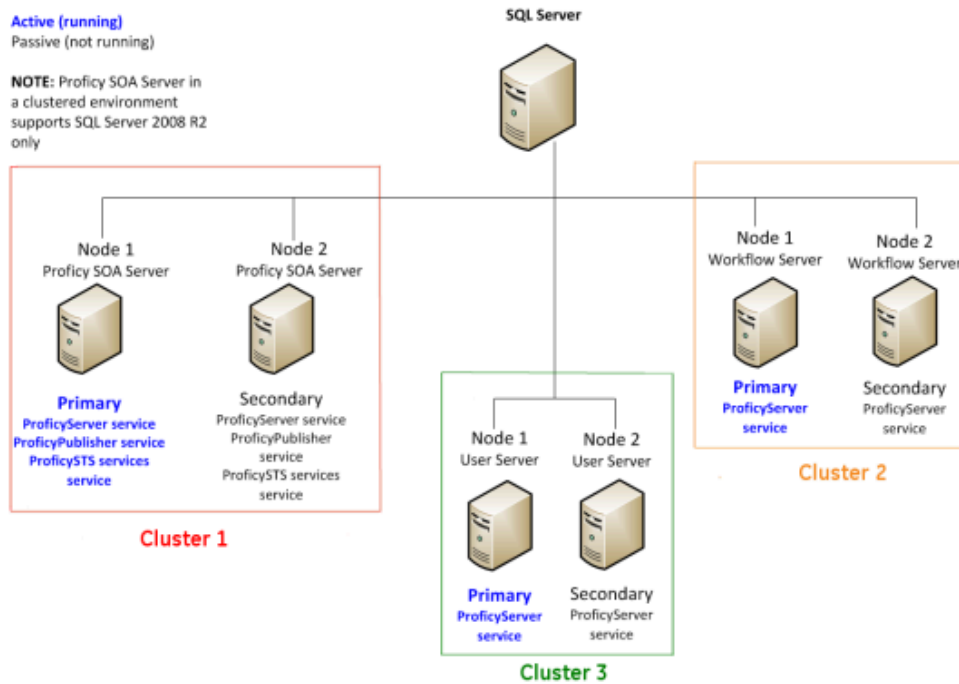 Active (running)
Passive (not running)
NOTE: Proficy SOA Server in
a clustered environment
supports SQL Server 2008 R2
only
SQL Server
Node 1
Proficy SOA Server
Primary
ProficyServer service
ProficyPublisher service
ProficySTS services
service
Node 2
Proficy SOA Server
Secondary
ProficyServer service
ProficyPublisher
service
ProficySTS services
service
Cluster 1
Node 1
User Server
Primary
ProficyServer
service
Node 2
User Server
Secondary
ProficyServer
service
Cluster 3
Node 1
Workflow Server
Primary
ProficyServer
service
Node 2
Workflow Server
Secondary
ProficyServer
service
Cluster 2